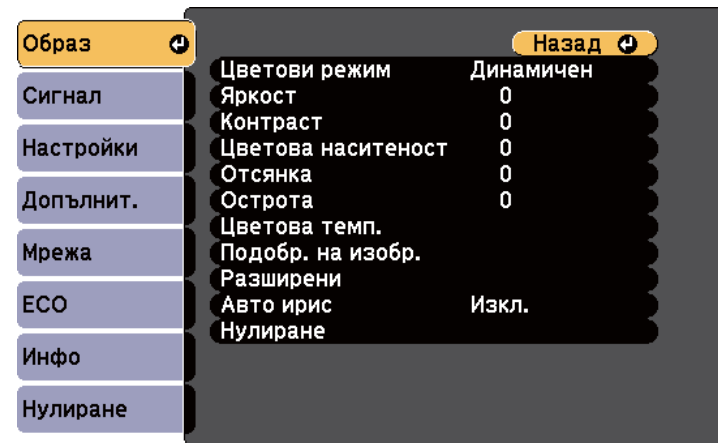 Образ
Сигнал
Настройки
Допълнит.
Мрежа
ECO
Инфо
Нулиране
Назад
Цветови режим Динамичен
Яркост 0
Контраст 0
Цветова наситеност 0
Отсянка 0
Острота 0
Цветова темп.
Подобр. на изобр.
Разширени
Авто ирис Изкл.
Нулиране